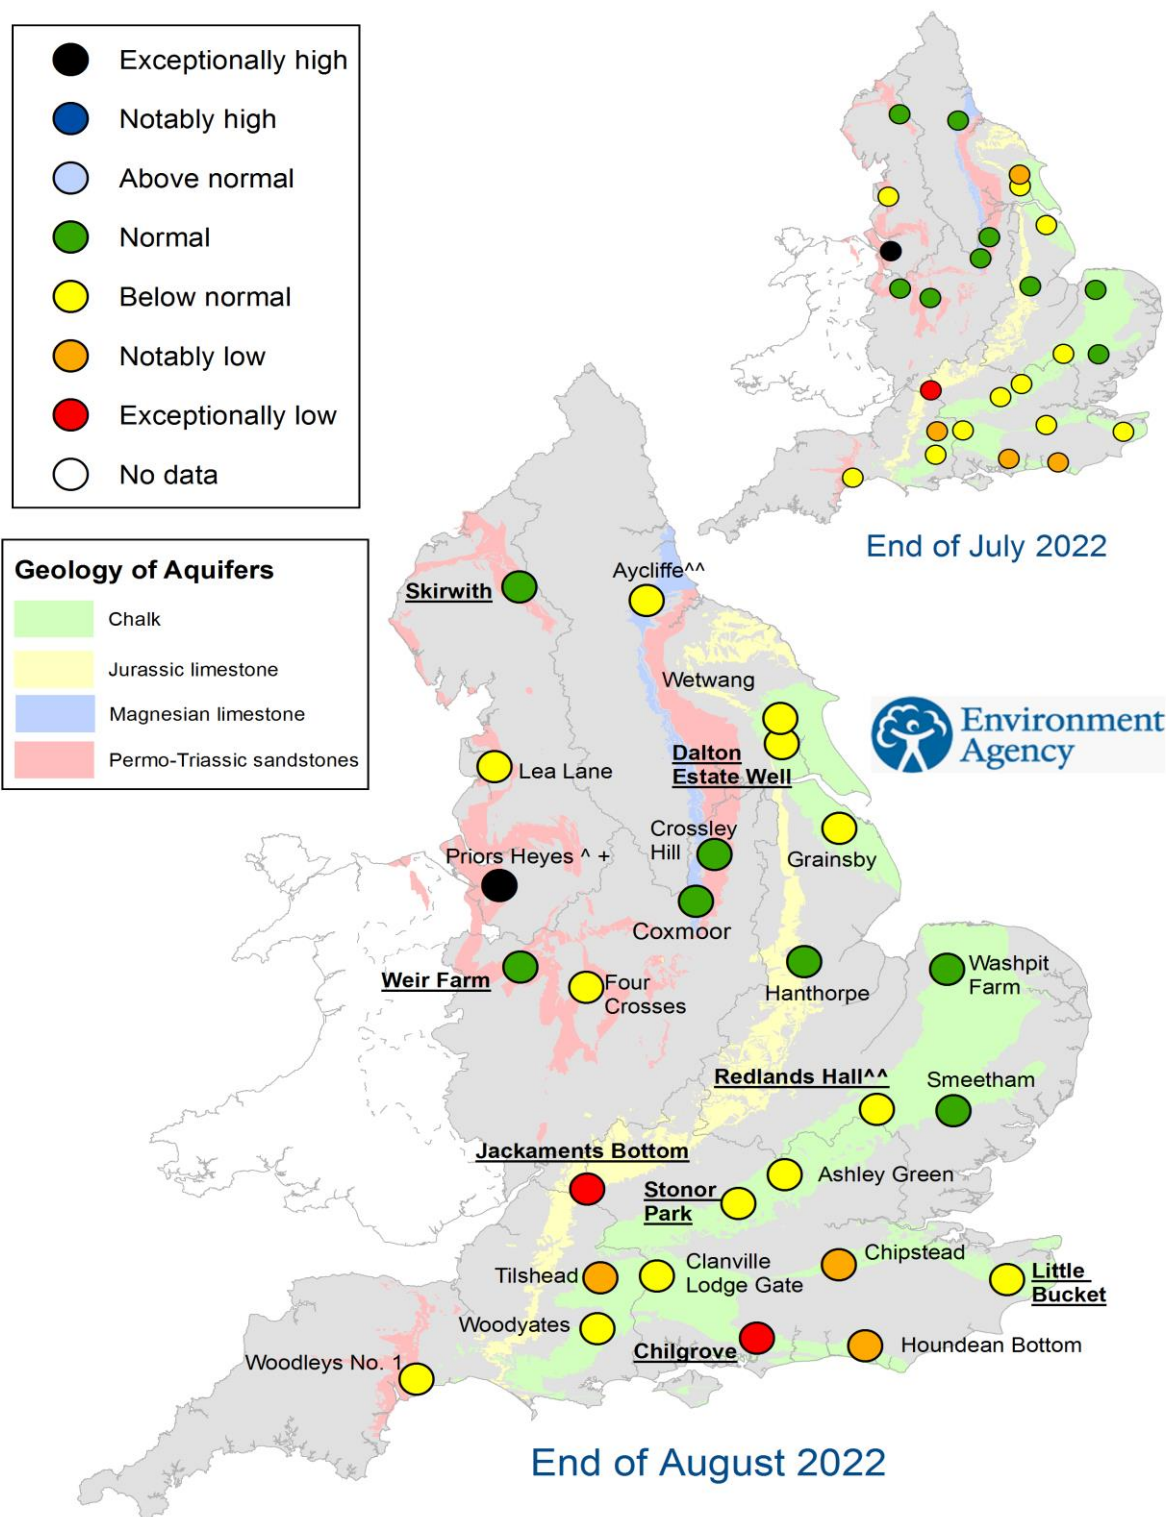 Exceptionally high
Notably high
Above normal
Normal
Below normal
Notably low
Exceptionally low
No data
End of July 2022
Geology of Aquifers
Chalk
Jurassic limestone
Magnesian limestone
Permo-Triassic sandstones
Skirwith
Aycliffe^^
Wetwang
Dalton
Estate Well
Environment
Agency
Lea Lane
Crossley
Hill
Grainsby
Priors Heyes ^ +
Coxmoor
Weir Farm
Four
Crosses
Hanthorpe
Washpit
Farm
Redlands Hall^^
Smeetham
Jackaments Bottom
Stonor
Park
Ashley Green
Tilshead
Clanville
Lodge Gate
Chipstead
Little
Bucket
Woodyates
Chilgrove
Houndean Bottom
Woodleys No. 1
End of August 2022